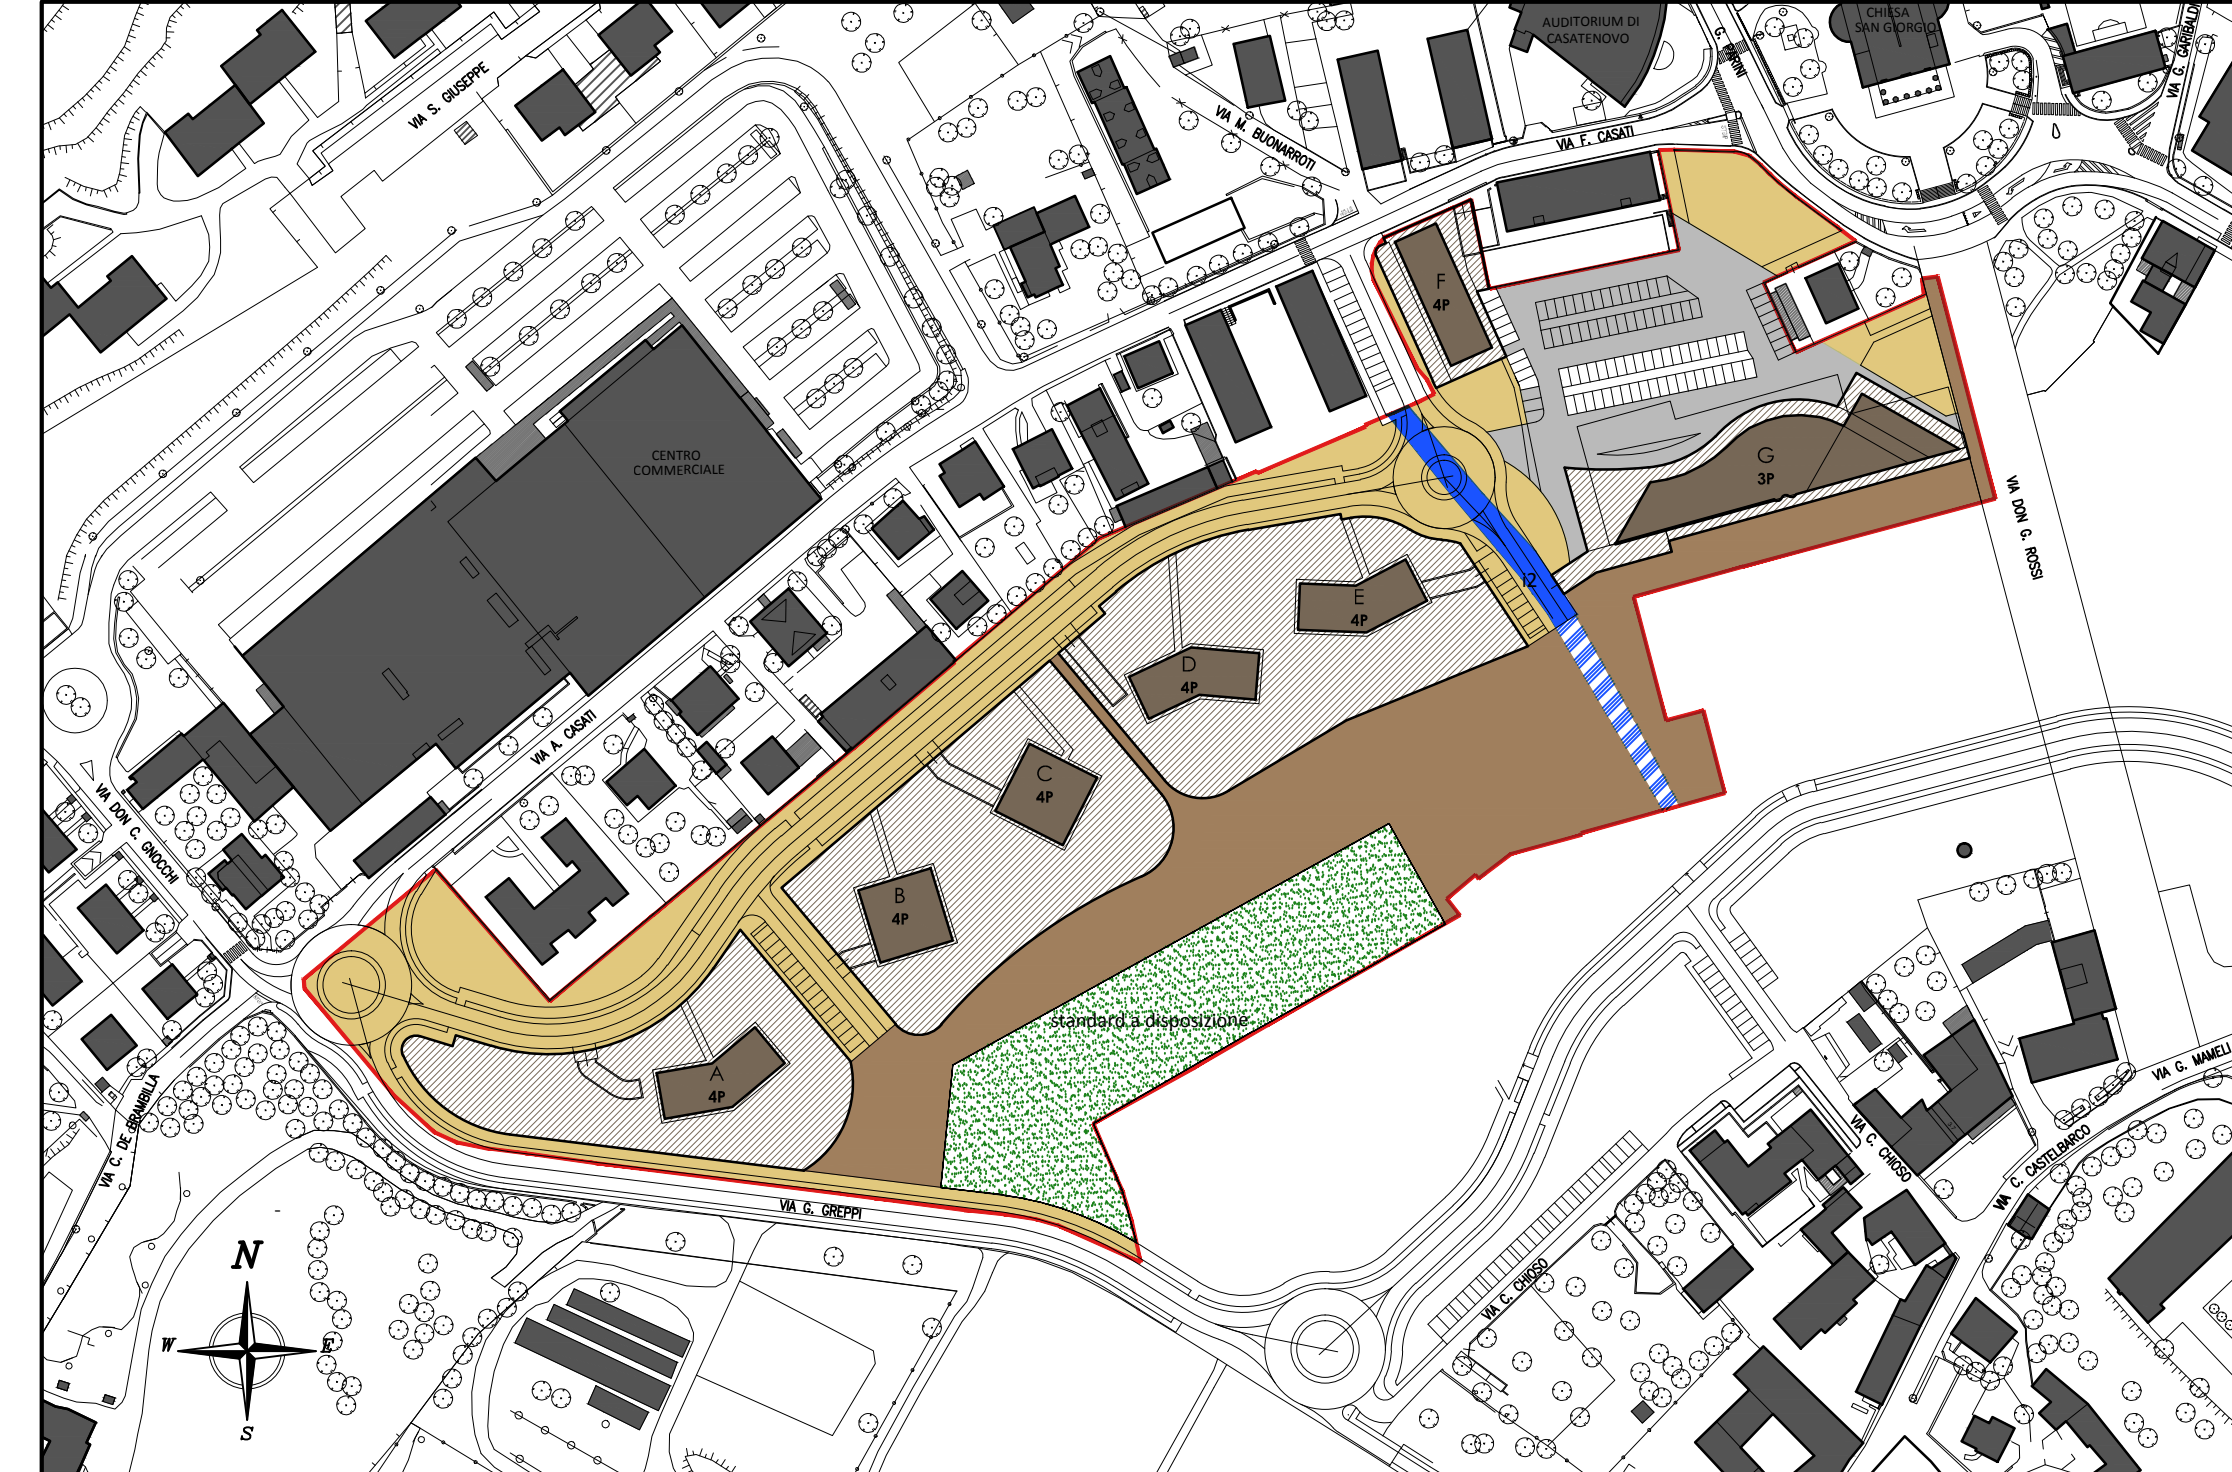 AUDITORIUM DI
CASATENOVO
CHIESA
SAN GIORGIO
VIA G. GARIBALDI
VIA S. GIUSEPPE
VIA M. BUONARROTI
VIA F. CASATI
F
4P
CENTRO
COMMERCIALE
G
3P
VIA DON G. ROSSI
12
E
4P
D
4P
VIA A. CASATI
C
4P
VIA DON C. GNOCCHI
B
4P
standard a disposizione
A
4P
VIA C. DE BRAMBILLA
VIA G. MAMELI
VIA C. CHIOSO
VIA C. CASTELBARCO
VIA G. GREPPI
VIA C. CHIOSO
N
W
E
S